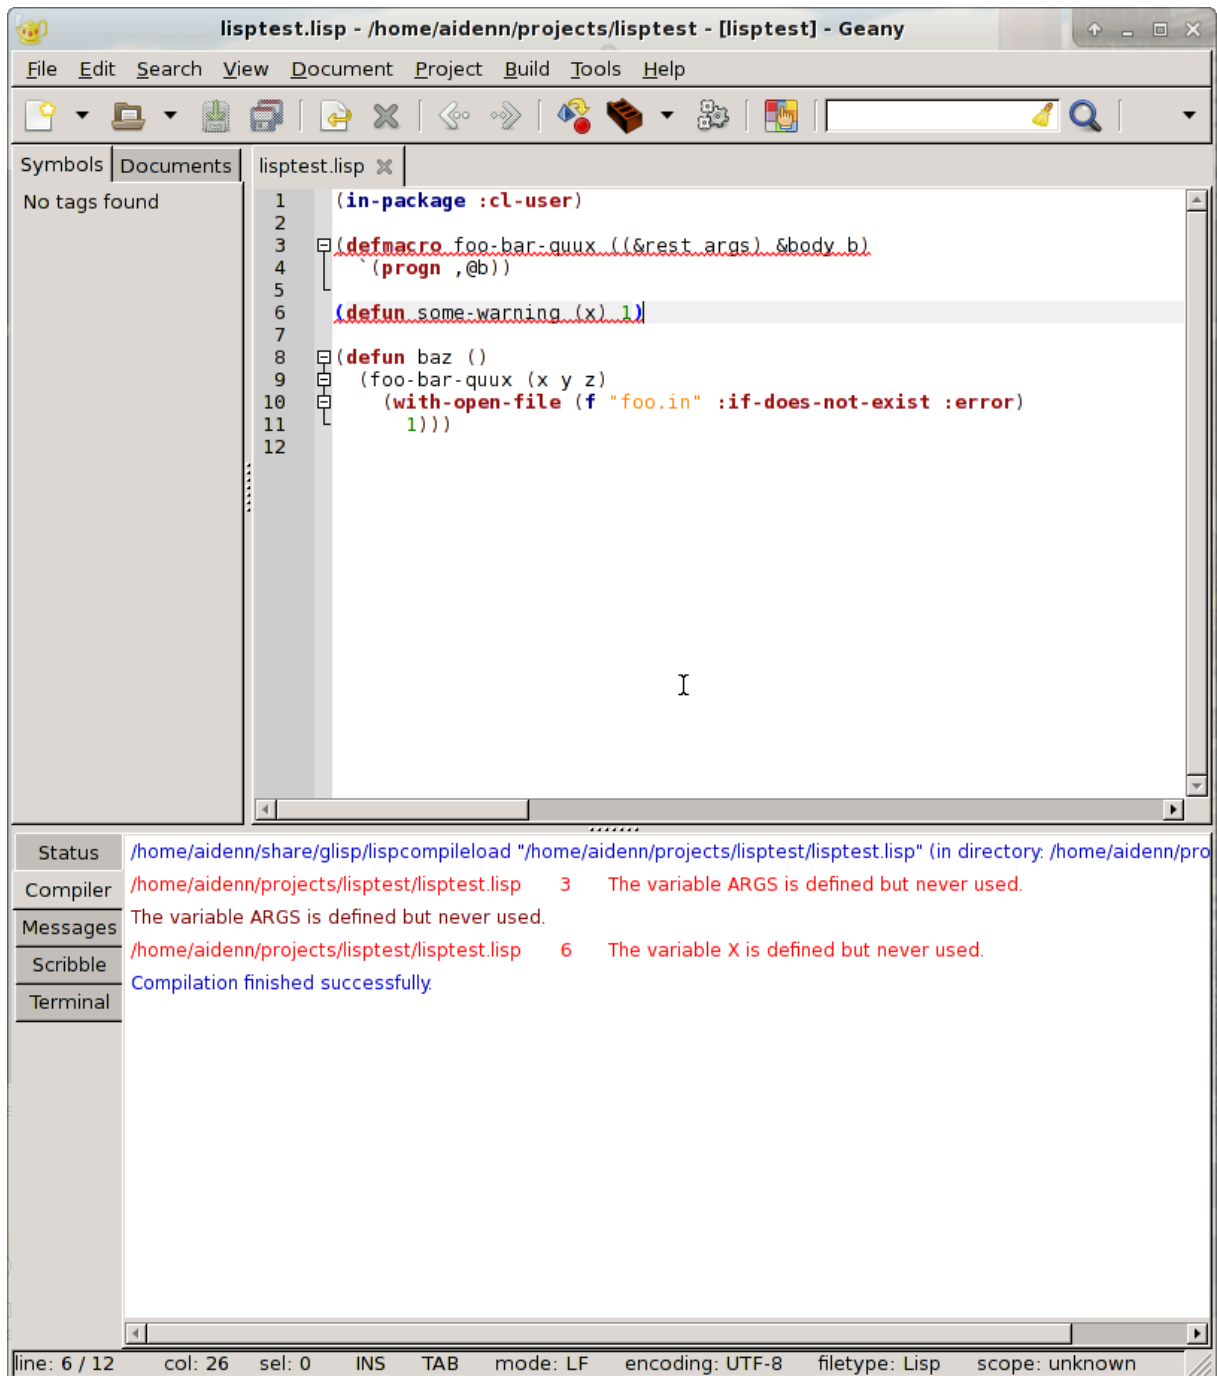 lisptest.lisp - /home/aidenn/projects/lisptest - [lisptest] - Geany
File Edit Search View Document Project Build Tools Help
Symbols Documents lisptest.lisp
No tags found
1 (in-package :cl-user)
2
3 (defmacro foo-bar-quux ((&rest args) &body b)
4 `(progn ,@b))
5
6 (defun some-warning (x) 1)
7
8 (defun baz ()
9 (foo-bar-quux (x y z)
10 (with-open-file (f "foo.in" :if-does-not-exist :error)
11 1)))
12
Status
Compiler
Messages
Scribble
Terminal
/home/aidenn/share/glisp/lispcompileload "/home/aidenn/projects/lisptest/lisptest.lisp" (in directory: /home/aidenn/pro
/home/aidenn/projects/lisptest/lisptest.lisp 3 The variable ARGS is defined but never used.
The variable ARGS is defined but never used.
/home/aidenn/projects/lisptest/lisptest.lisp 6 The variable X is defined but never used.
Compilation finished successfully.
line: 6 / 12 col: 26 sel: 0 INS TAB mode: LF encoding: UTF-8 filetype: Lisp scope: unknown